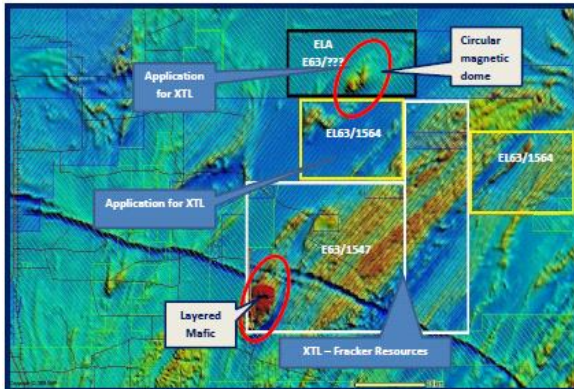 ELA
E63/???
Circular
magnetic
dome
Application
for XTL
EL63/1564
EL63/1564
Application for XTL
E63/1547
Layered
Mafic
XTL – Fracker Resources